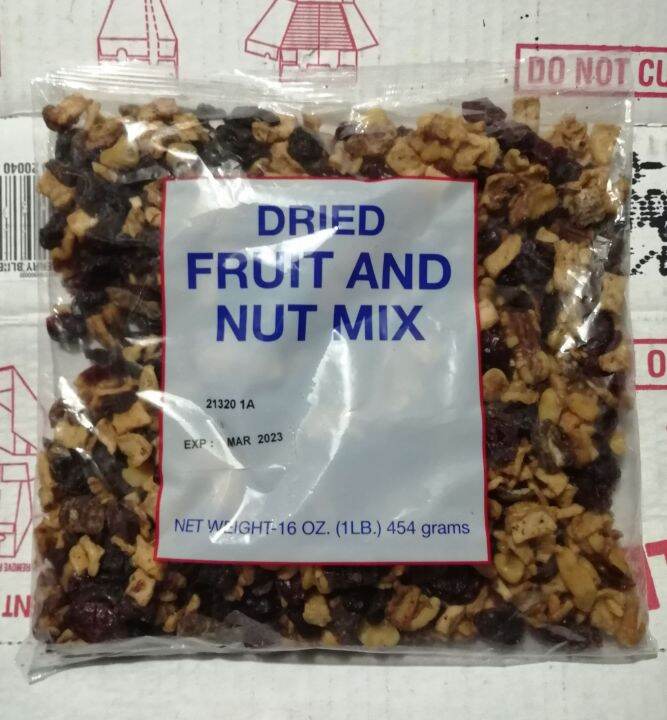 DO NOT CU
20040
DRIED
FRUIT AND
NUT MIX
21320 1A
EXP : MAR 2023
NET WEIGHT-16 OZ. (1LB.) 454 grams